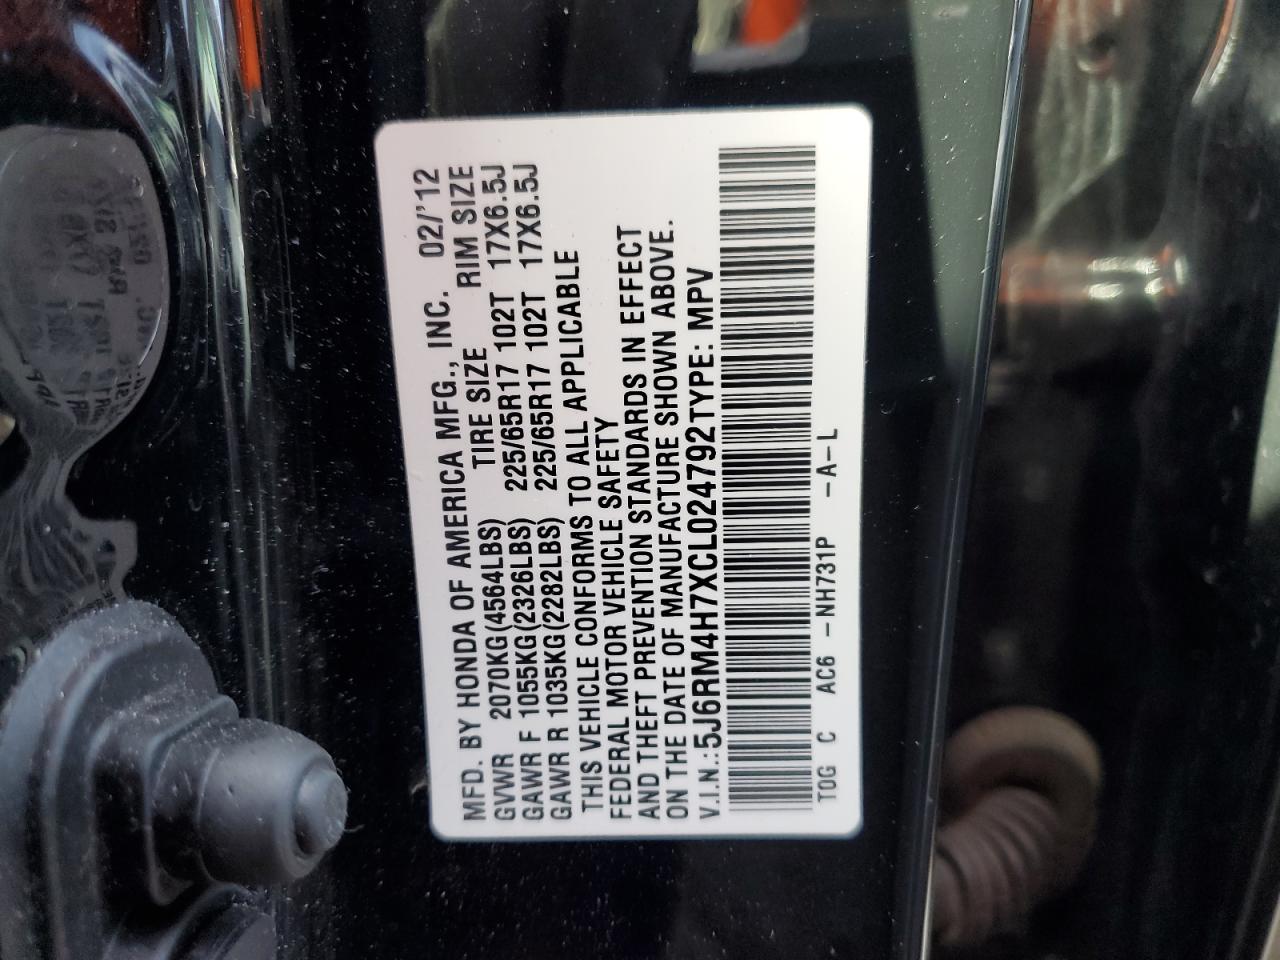 MFD. BY HONDA OF AMERICA MFG., INC. 02/'12
TIRE SIZE RIM SIZE
GVWR 2070KG(4564LBS)
GAWR F 1055KG(2326LBS) 225/65R17 102T 17X6.5J
GAWR R 1035KG(2282LBS) 225/65R17 102T 17X6.5J
THIS VEHICLE CONFORMS TO ALL APPLICABLE
FEDERAL MOTOR VEHICLE SAFETY
AND THEFT PREVENTION STANDARDS IN EFFECT
ON THE DATE OF MANUFACTURE SHOWN ABOVE.
V.I.N.:5J6RM4H7XCL024792TYPE: MPV
TOG C AC6 -NH731P -A-L